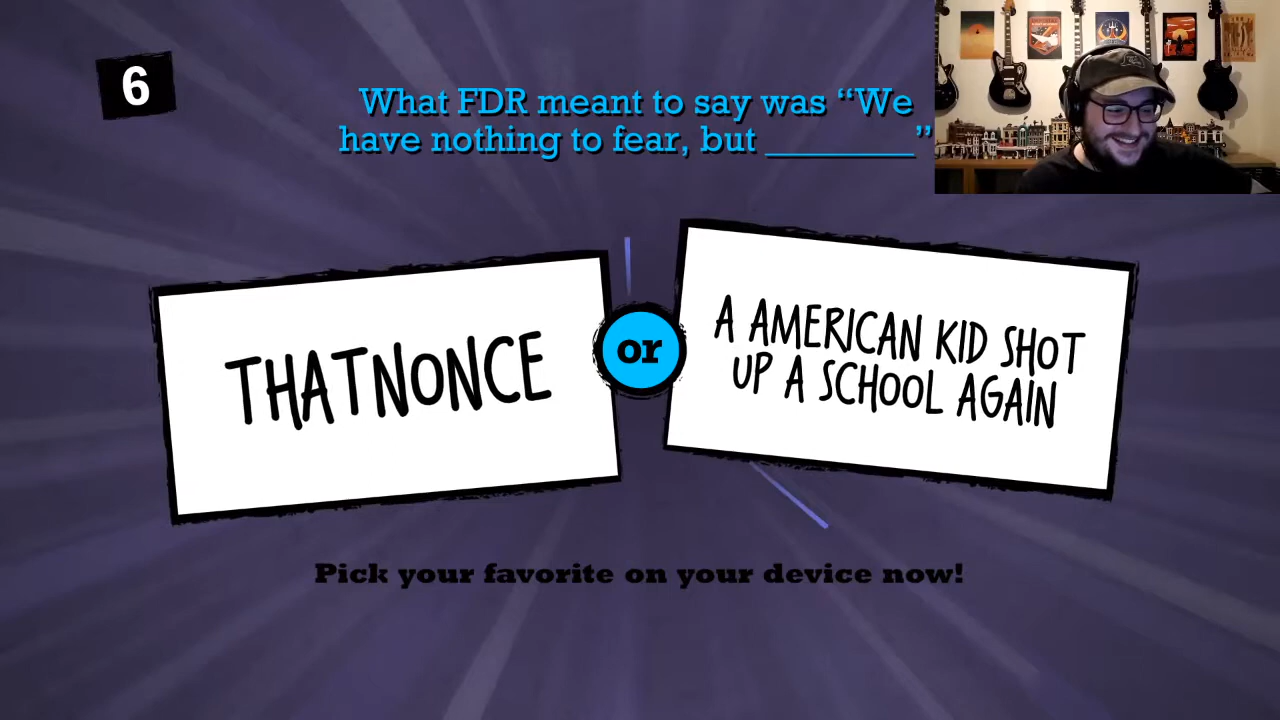 6
What FDR meant to say was “We
have nothing to fear, but ________”
THATNONCE
or
A AMERICAN KID SHOT
UP A SCHOOL AGAIN
Pick your favorite on your device now!